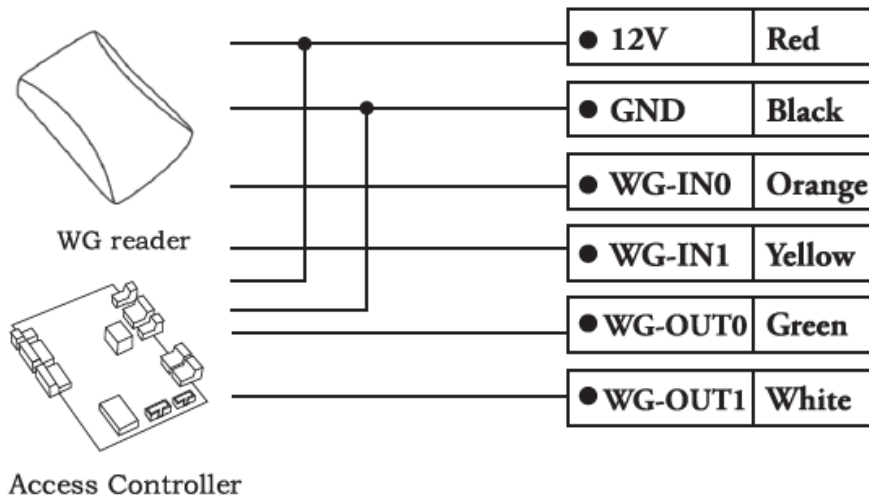 12V Red
GND Black
WG-IN0 Orange
WG reader
WG-IN1 Yellow
WG-OUT0 Green
WG-OUT1 White
Access Controller